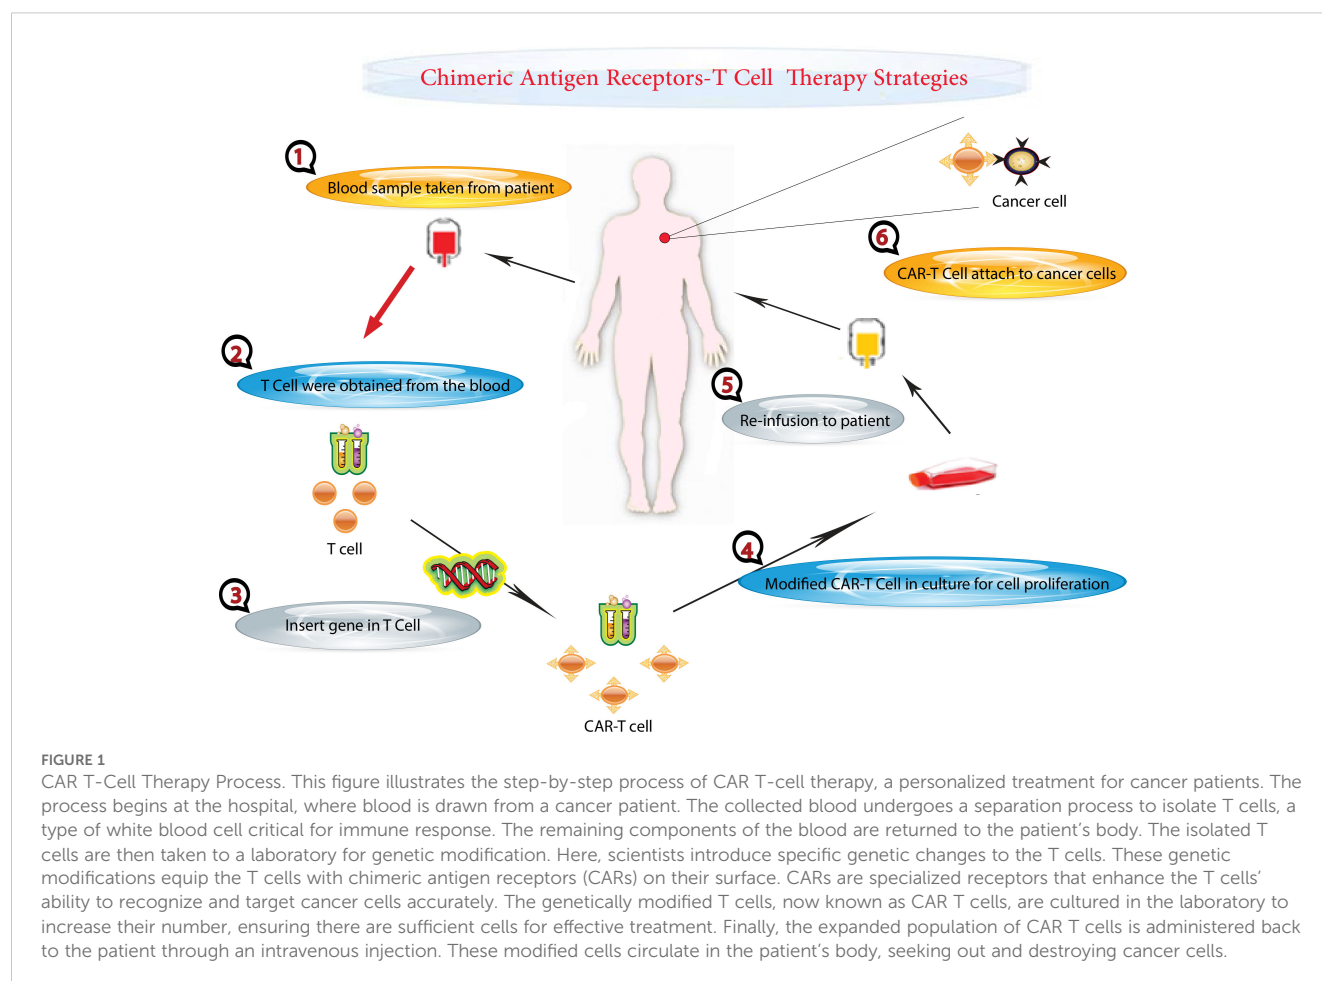 Chimeric Antigen Receptors-T Cell Therapy Strategies
1
Blood sample taken from patient
Cancer cell
6
CAR-T Cell attach to cancer cells
2
T Cell were obtained from the blood
5
Re-infusion to patient
T cell
4
Modified CAR-T Cell in culture for cell proliferation
3
Insert gene in T Cell
CAR-T cell
FIGURE 1
CAR T-Cell Therapy Process. This figure illustrates the step-by-step process of CAR T-cell therapy, a personalized treatment for cancer patients. The
process begins at the hospital, where blood is drawn from a cancer patient. The collected blood undergoes a separation process to isolate T cells, a
type of white blood cell critical for immune response. The remaining components of the blood are returned to the patient's body. The isolated T
cells are then taken to a laboratory for genetic modification. Here, scientists introduce specific genetic changes to the T cells. These genetic
modifications equip the T cells with chimeric antigen receptors (CARs) on their surface. CARs are specialized receptors that enhance the T cells'
ability to recognize and target cancer cells accurately. The genetically modified T cells, now known as CAR T cells, are cultured in the laboratory to
increase their number, ensuring there are sufficient cells for effective treatment. Finally, the expanded population of CAR T cells is administered back
to the patient through an intravenous injection. These modified cells circulate in the patient's body, seeking out and destroying cancer cells.